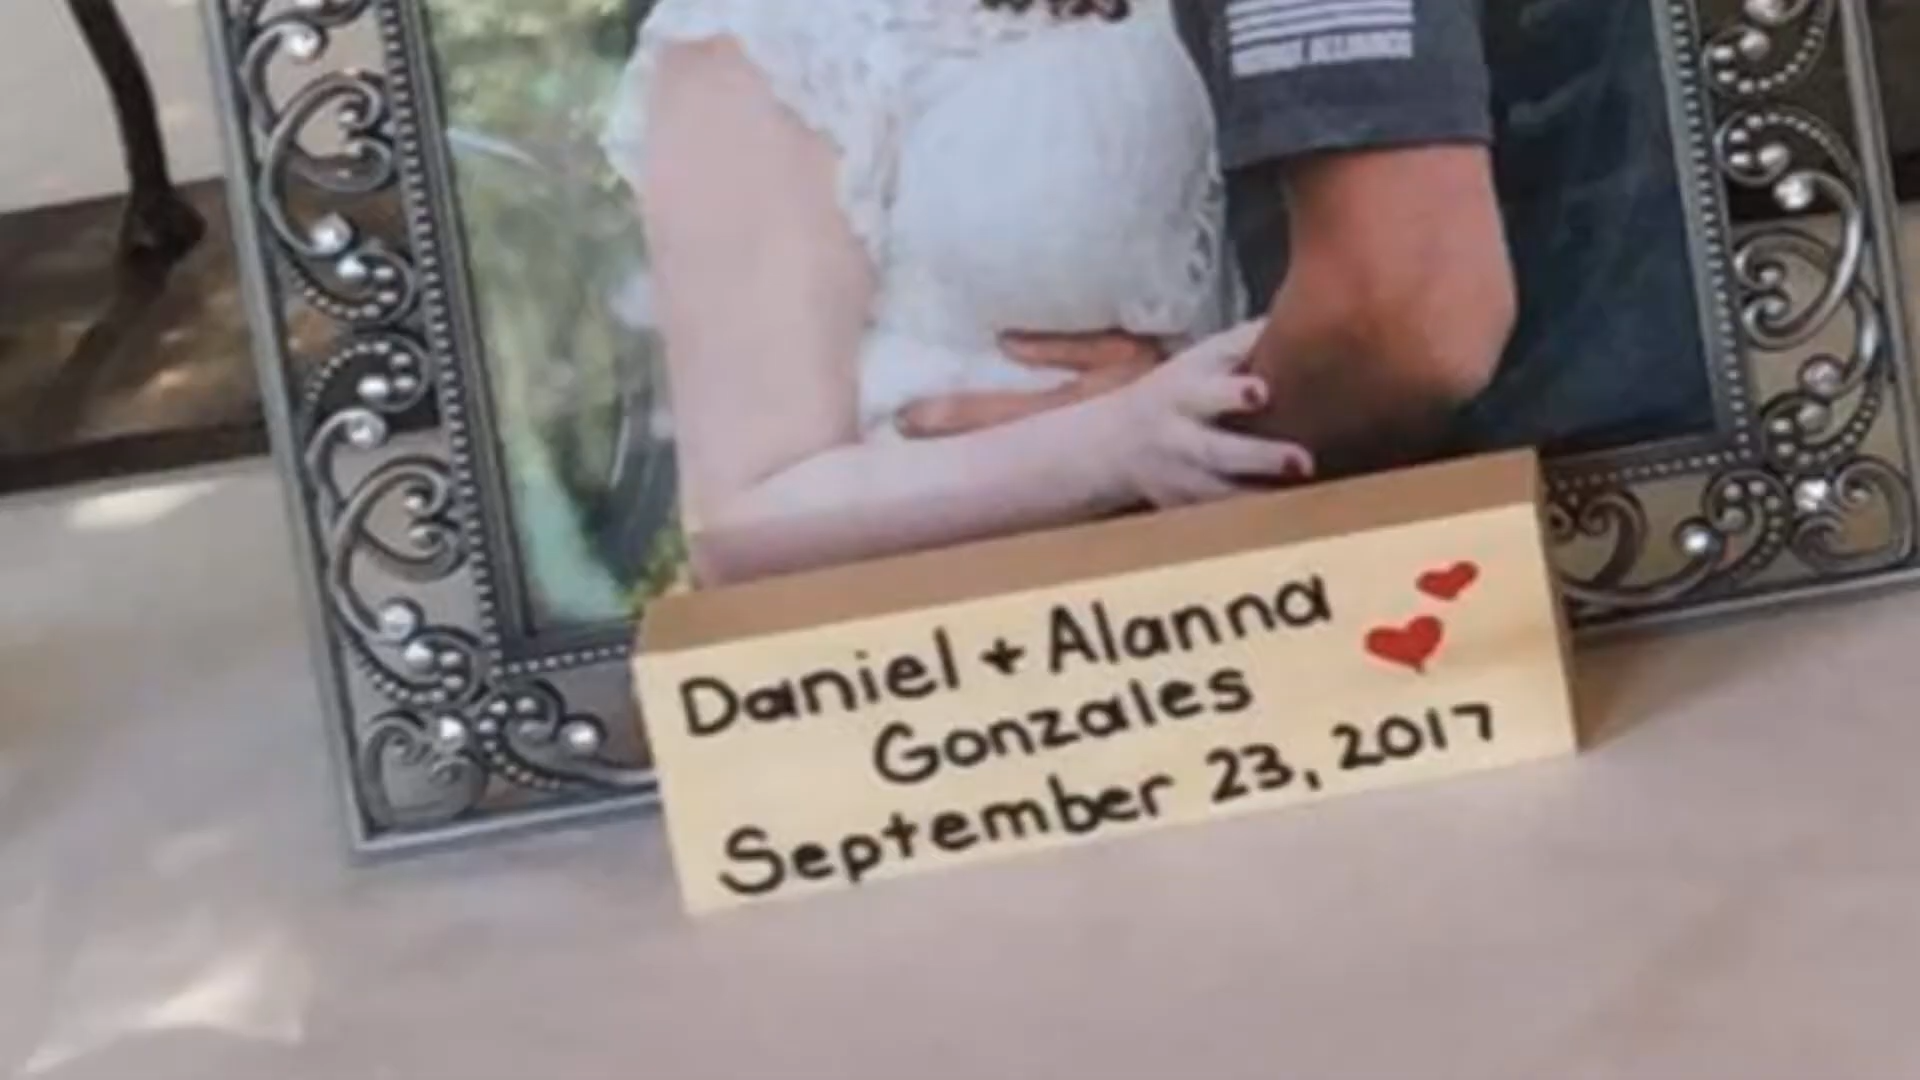 Daniel + Alanna
Gonzales
September 23, 2017